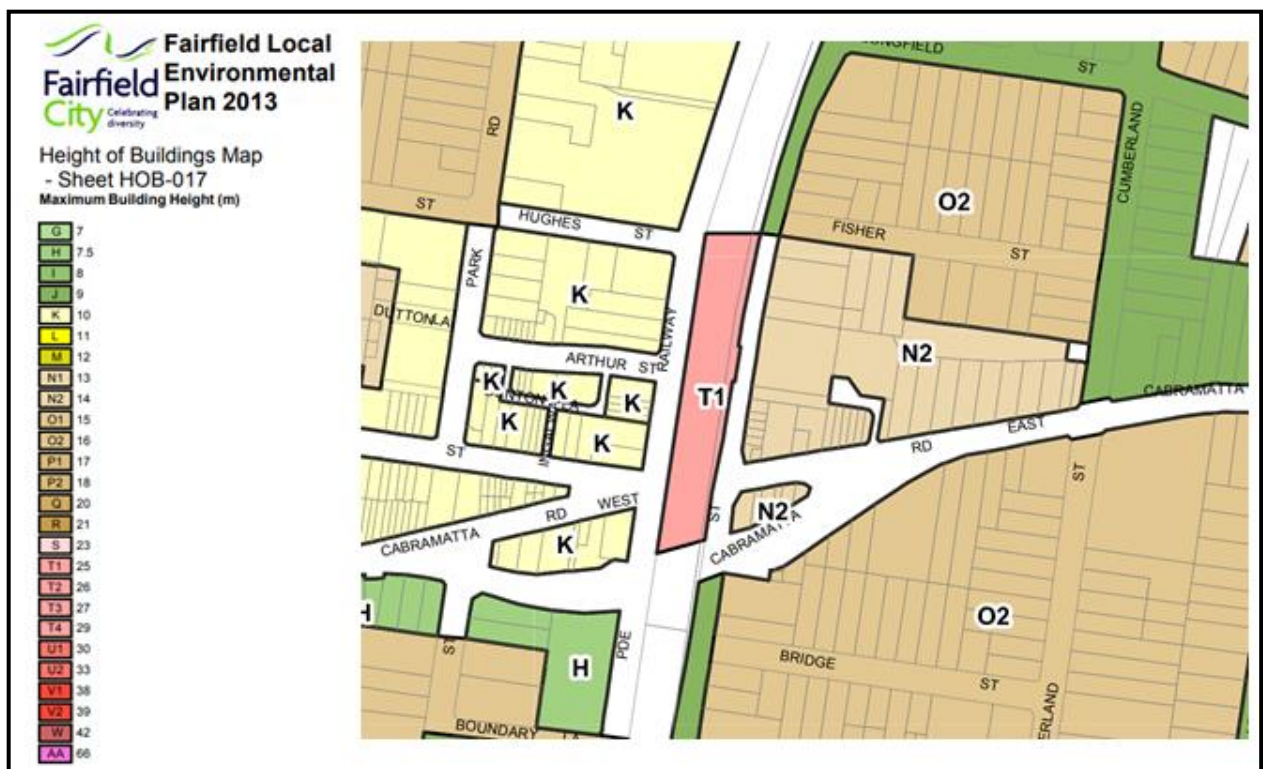 Fairfield
City
Celebrating
diversity
Fairfield Local
Environmental
Plan 2013
Height of Buildings Map
- Sheet HOB-017
Maximum Building Height (m)
G 7
H 7.5
I 8
J 9
K 10
L 11
M 12
N1 13
N2 14
O1 15
O2 16
P1 17
P2 18
Q 20
R 21
S 23
T1 25
T2 26
T3 27
T4 29
U1 30
U2 33
V1 38
V2 39
W 42
AA 66
ST
CUMBERLAND
K
RD
O2
ST
HUGHES
ST
FISHER
ST
PARK
K
RAILWAY
DUTTON LA
N2
ARTHUR ST
K
K
K
T1
CABRAMATTA
K
K
EAST
RD
ST
ST
WEST
RD
N2
ST
CABRAMATTA
CABRAMATTA
K
H
O2
ST
PDE
H
BRIDGE
ST
BOUNDARY LA